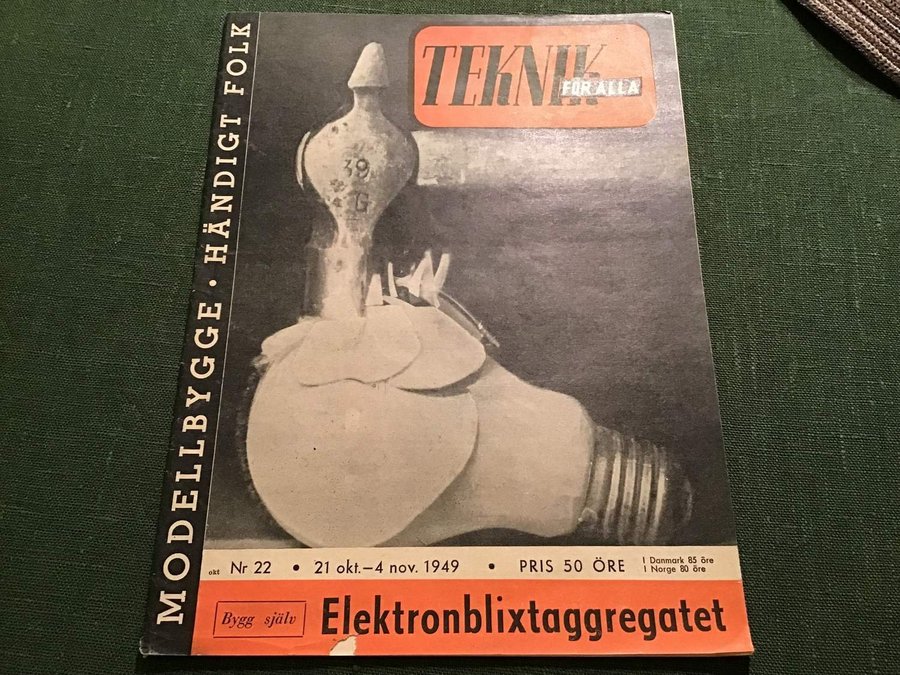 MODELLBYGGE · HÄNDIGT FOLK
TEKNIK
FÖR ALLA
39
G
okt Nr 22 • 21 okt.–4 nov. 1949 • PRIS 50 ÖRE
I Danmark 85 öre
I Norge 80 öre
Bygg själv
Elektronblixtaggregatet